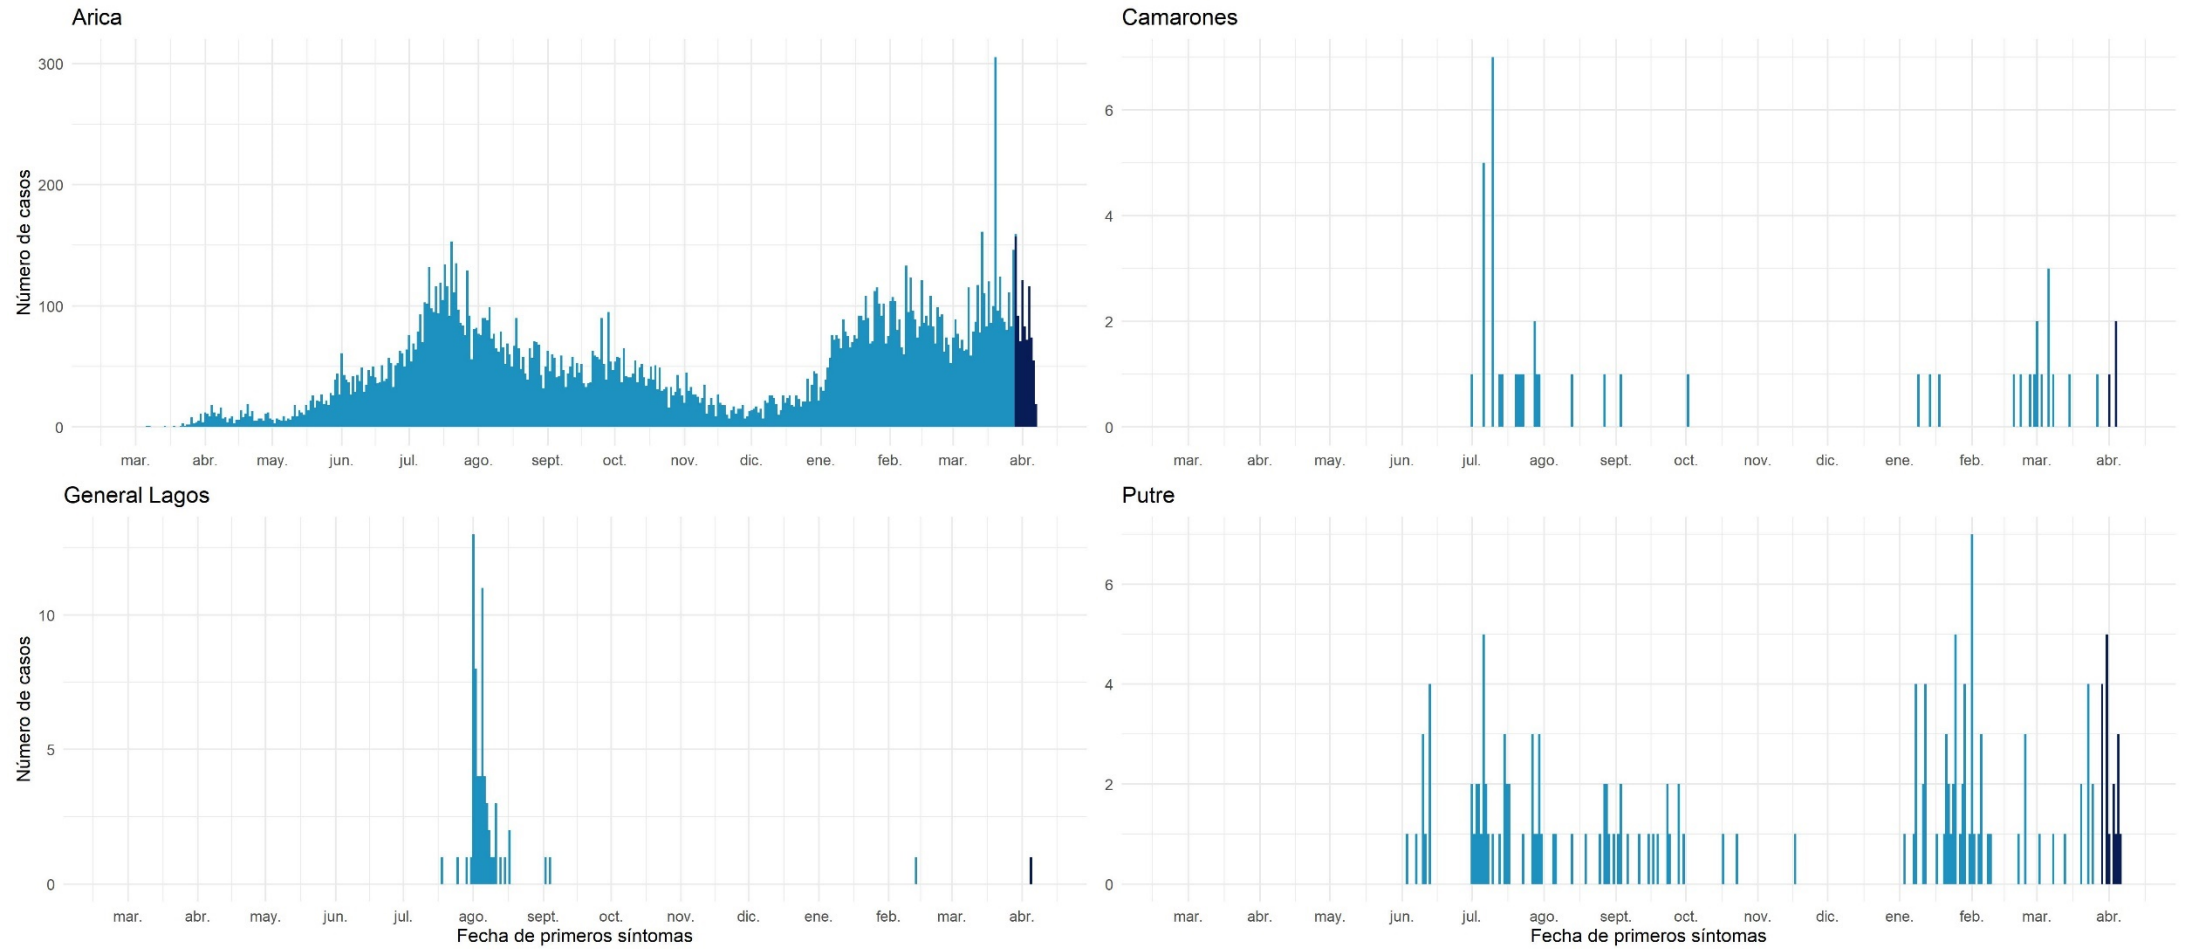 Arica
Número de casos
300
200
100
0
mar. abr. may. jun. jul. ago. sept. oct. nov. dic. ene. feb. mar. abr.
Camarones
6
4
2
0
mar. abr. may. jun. jul. ago. sept. oct. nov. dic. ene. feb. mar. abr.
General Lagos
Número de casos
10
5
0
mar. abr. may. jun. jul. ago. sept. oct. nov. dic. ene. feb. mar. abr.
Fecha de primeros síntomas
Putre
6
4
2
0
mar. abr. may. jun. jul. ago. sept. oct. nov. dic. ene. feb. mar. abr.
Fecha de primeros síntomas